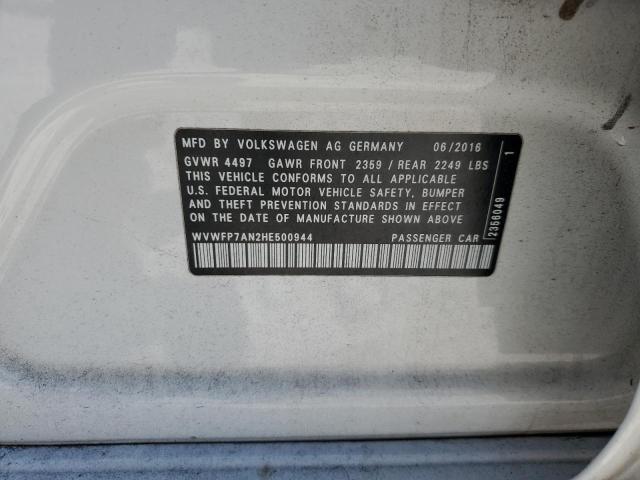 MFD BY VOLKSWAGEN AG GERMANY 06/2016
GVWR 4497 GAWR FRONT 2359 / REAR 2249 LBS
THIS VEHICLE CONFORMS TO ALL APPLICABLE
U.S. FEDERAL MOTOR VEHICLE SAFETY, BUMPER
AND THEFT PREVENTION STANDARDS IN EFFECT
ON THE DATE OF MANUFACTURE SHOWN ABOVE
WVWFP7AN2HE500944 PASSENGER CAR
2356049 1